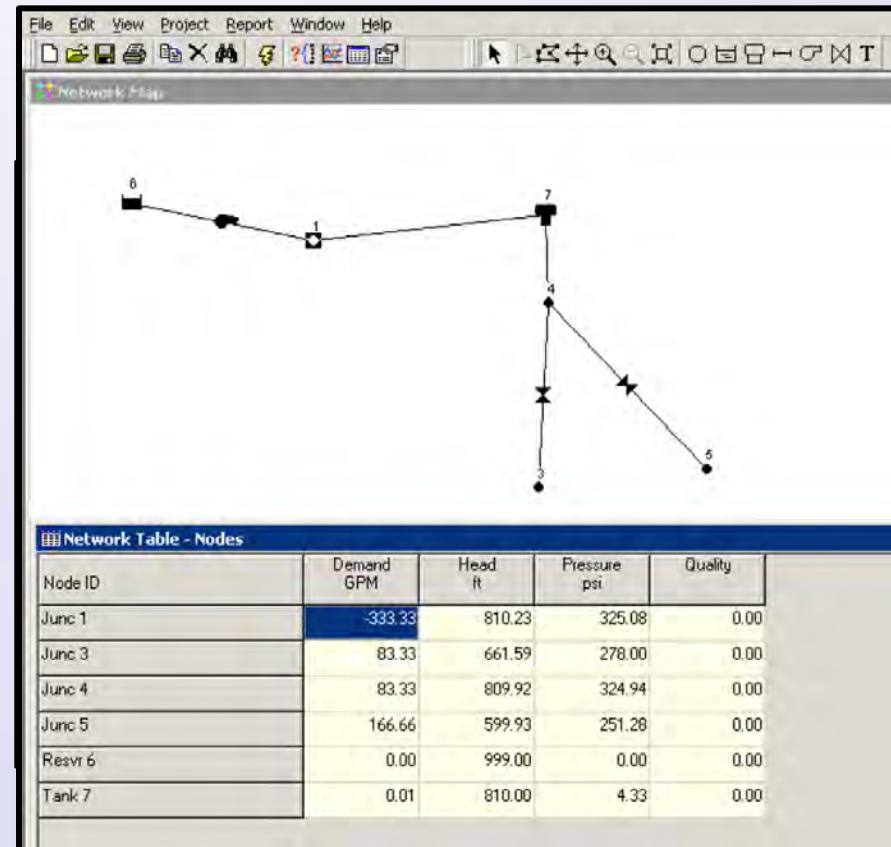 File Edit View Project Report Window Help
T
Network Map
6
1
7
4
3
5
Network Table - Nodes
Node ID Demand GPM Head ft Pressure psi Quality
Junc 1 -333.33 810.23 325.08 0.00
Junc 3 83.33 661.59 278.00 0.00
Junc 4 83.33 809.92 324.94 0.00
Junc 5 166.66 599.93 251.28 0.00
Resvr 6 0.00 999.00 0.00 0.00
Tank 7 0.01 810.00 4.33 0.00